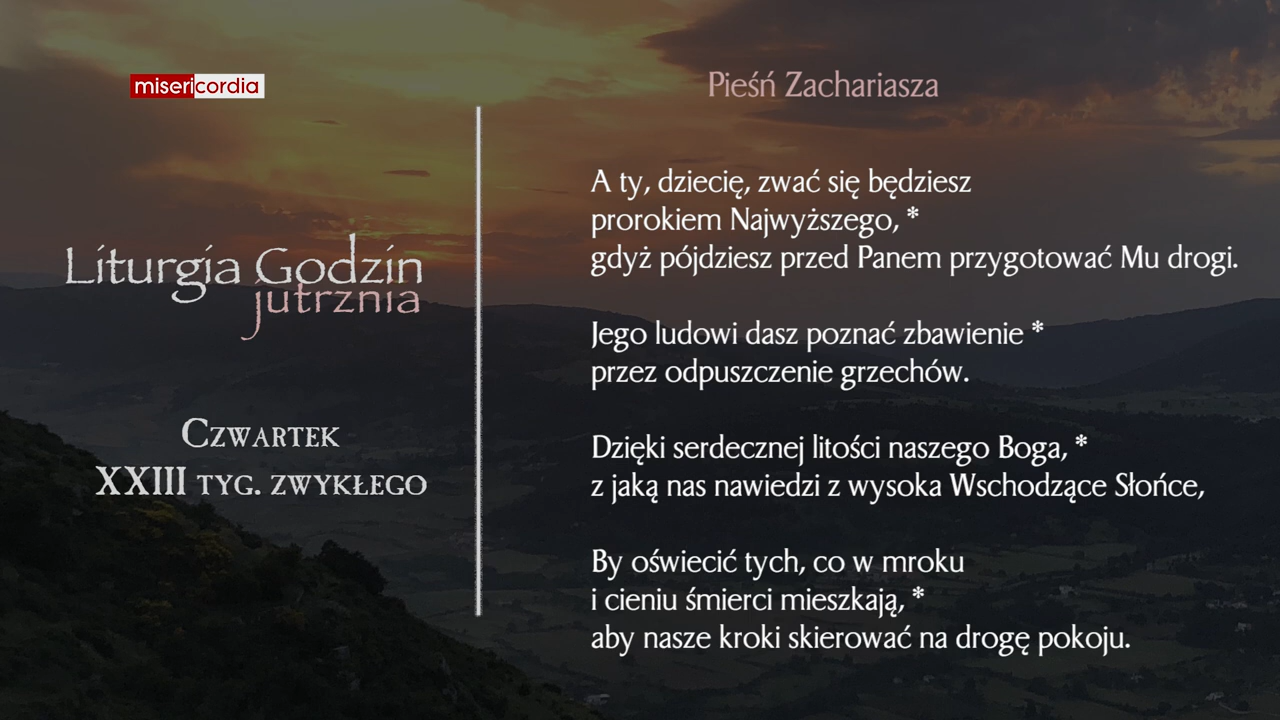 misericordia
Liturgia Godzin
jutrznia
Czwartek
XXIII tyg. zwykłego
Pieśń Zachariasza
A ty, dziecię, zwać się będziesz
prorokiem Najwyższego, *
gdyż pójdziesz przed Panem przygotować Mu drogi.
Jego ludowi dasz poznać zbawienie *
przez odpuszczenie grzechów.
Dzięki serdecznej litości naszego Boga, *
z jaką nas nawiedzi z wysoka Wschodzące Słońce,
By oświecić tych, co w mroku
i cieniu śmierci mieszkają, *
aby nasze kroki skierować na drogę pokoju.